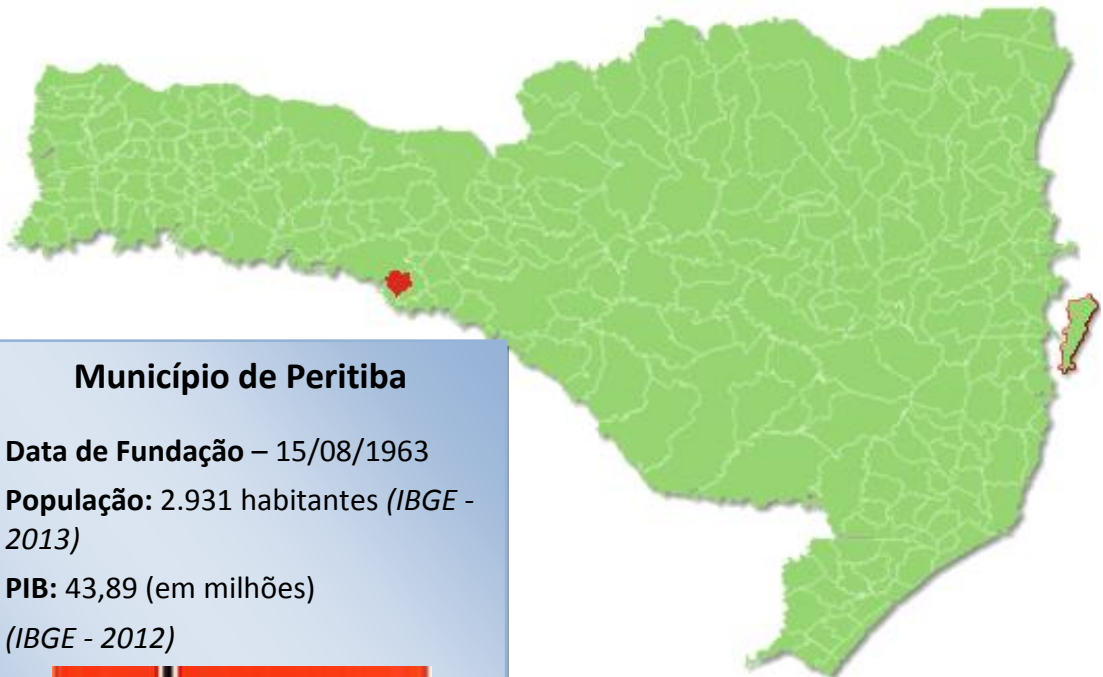 Município de Peritiba
Data de Fundação – 15/08/1963
População: 2.931 habitantes (IBGE -
2013)
PIB: 43,89 (em milhões)
(IBGE - 2012)